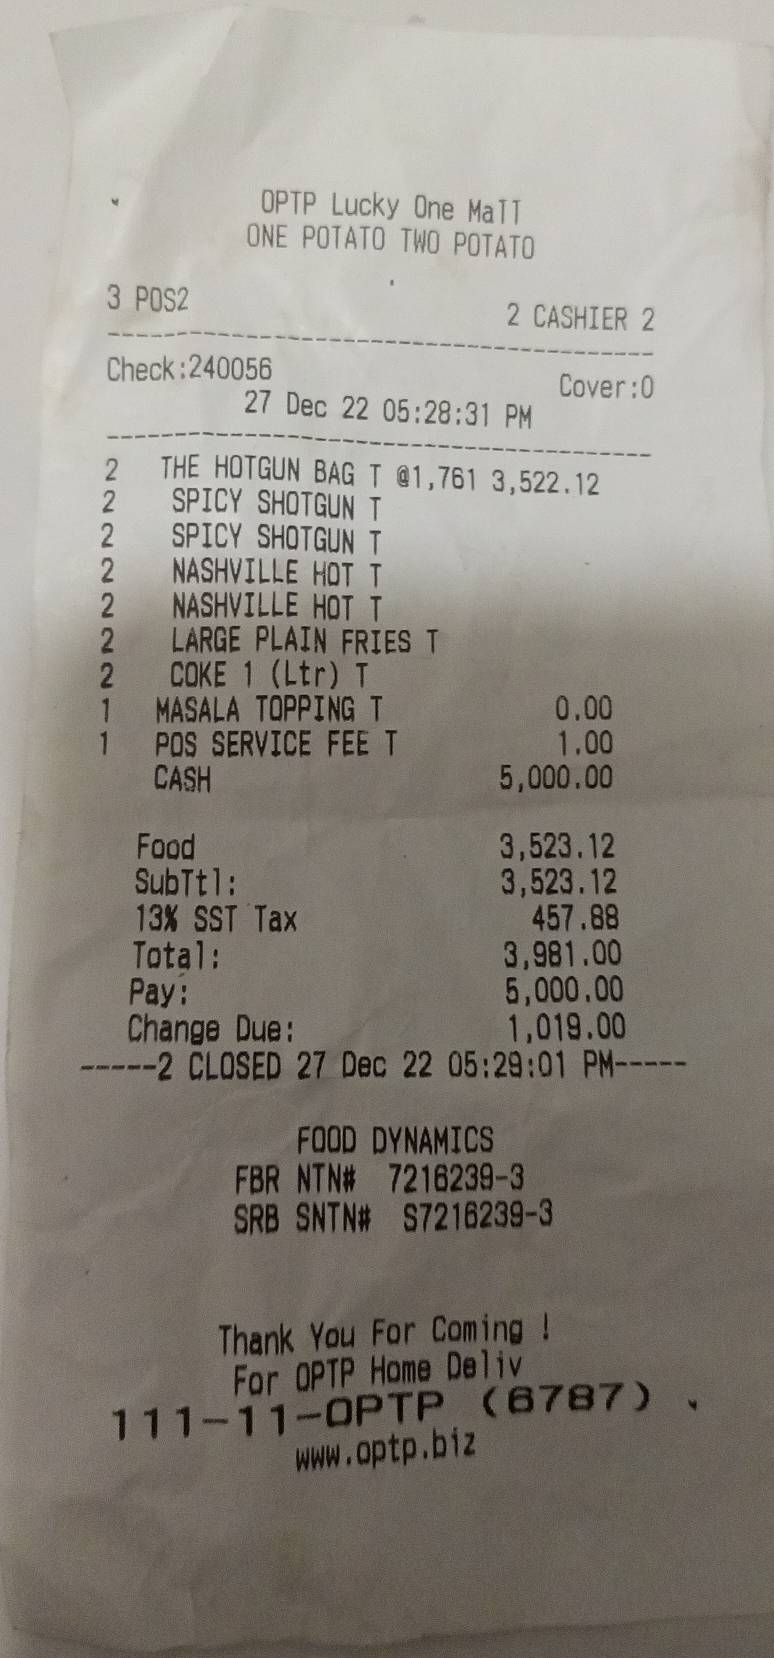 OPTP Lucky One Mall
ONE POTATO TWO POTATO
3 POS2 2 CASHIER 2
Check:240056 Cover:0
27 Dec 22 05:28:31 PM
2 THE HOTGUN BAG T @1,761 3,522.12
2 SPICY SHOTGUN T
2 SPICY SHOTGUN T
2 NASHVILLE HOT T
2 NASHVILLE HOT T
2 LARGE PLAIN FRIES T
2 COKE 1 (Ltr) T
1 MASALA TOPPING T 0.00
1 POS SERVICE FEE T 1.00
CASH 5,000.00
Food 3,523.12
SubTtl: 3,523.12
13% SST Tax 457.88
Total: 3,981.00
Pay: 5,000.00
Change Due: 1,019.00
-----2 CLOSED 27 Dec 22 05:29:01 PM-----
FOOD DYNAMICS
FBR NTN# 7216239-3
SRB SNTN# S7216239-3
Thank You For Coming !
For OPTP Home Deliv
111-11-OPTP (6787)
www.optp.biz